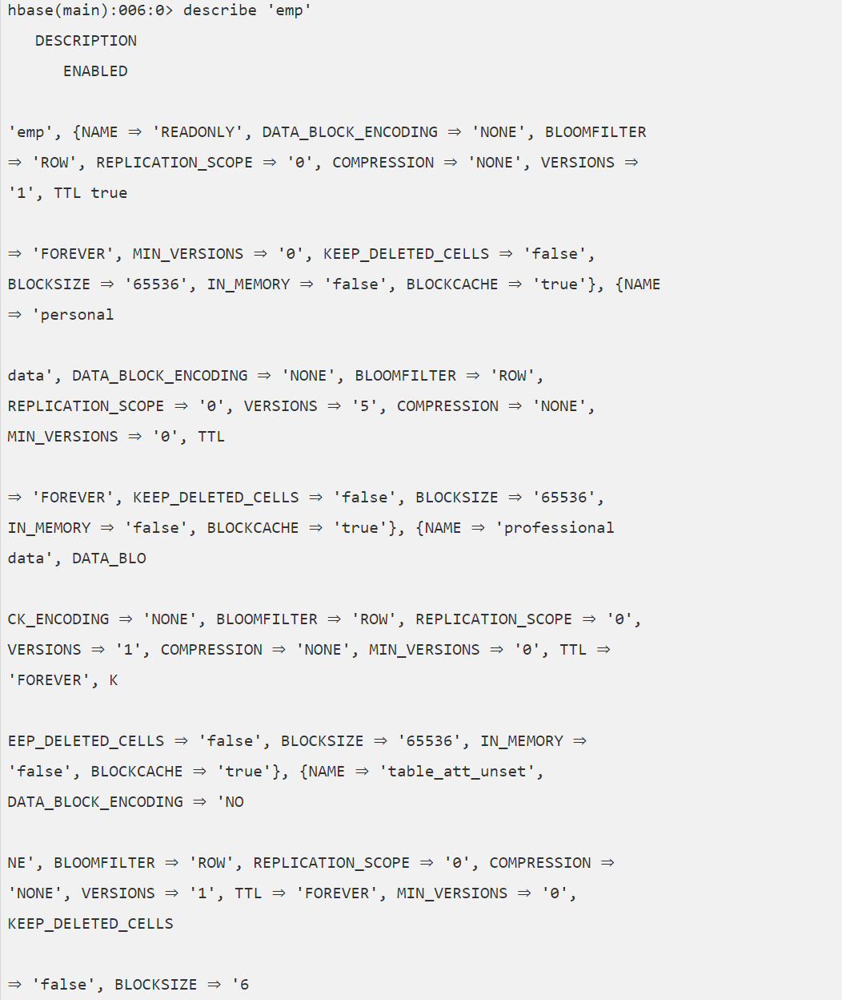 hbase(main):006:0> describe 'emp'
DESCRIPTION
ENABLED
'emp', {NAME ⇒ 'READONLY', DATA_BLOCK_ENCODING ⇒ 'NONE', BLOOMFILTER
⇒ 'ROW', REPLICATION_SCOPE ⇒ '0', COMPRESSION ⇒ 'NONE', VERSIONS ⇒
'1', TTL true
⇒ 'FOREVER', MIN_VERSIONS ⇒ '0', KEEP_DELETED_CELLS ⇒ 'false',
BLOCKSIZE ⇒ '65536', IN_MEMORY ⇒ 'false', BLOCKCACHE ⇒ 'true'}, {NAME
⇒ 'personal
data', DATA_BLOCK_ENCODING ⇒ 'NONE', BLOOMFILTER ⇒ 'ROW',
REPLICATION_SCOPE ⇒ '0', VERSIONS ⇒ '5', COMPRESSION ⇒ 'NONE',
MIN_VERSIONS ⇒ '0', TTL
⇒ 'FOREVER', KEEP_DELETED_CELLS ⇒ 'false', BLOCKSIZE ⇒ '65536',
IN_MEMORY ⇒ 'false', BLOCKCACHE ⇒ 'true'}, {NAME ⇒ 'professional
data', DATA_BLO
CK_ENCODING ⇒ 'NONE', BLOOMFILTER ⇒ 'ROW', REPLICATION_SCOPE ⇒ '0',
VERSIONS ⇒ '1', COMPRESSION ⇒ 'NONE', MIN_VERSIONS ⇒ '0', TTL ⇒
'FOREVER', K
EEP_DELETED_CELLS ⇒ 'false', BLOCKSIZE ⇒ '65536', IN_MEMORY ⇒
'false', BLOCKCACHE ⇒ 'true'}, {NAME ⇒ 'table_att_unset',
DATA_BLOCK_ENCODING ⇒ 'NO
NE', BLOOMFILTER ⇒ 'ROW', REPLICATION_SCOPE ⇒ '0', COMPRESSION ⇒
'NONE', VERSIONS ⇒ '1', TTL ⇒ 'FOREVER', MIN_VERSIONS ⇒ '0',
KEEP_DELETED_CELLS
⇒ 'false', BLOCKSIZE ⇒ '6